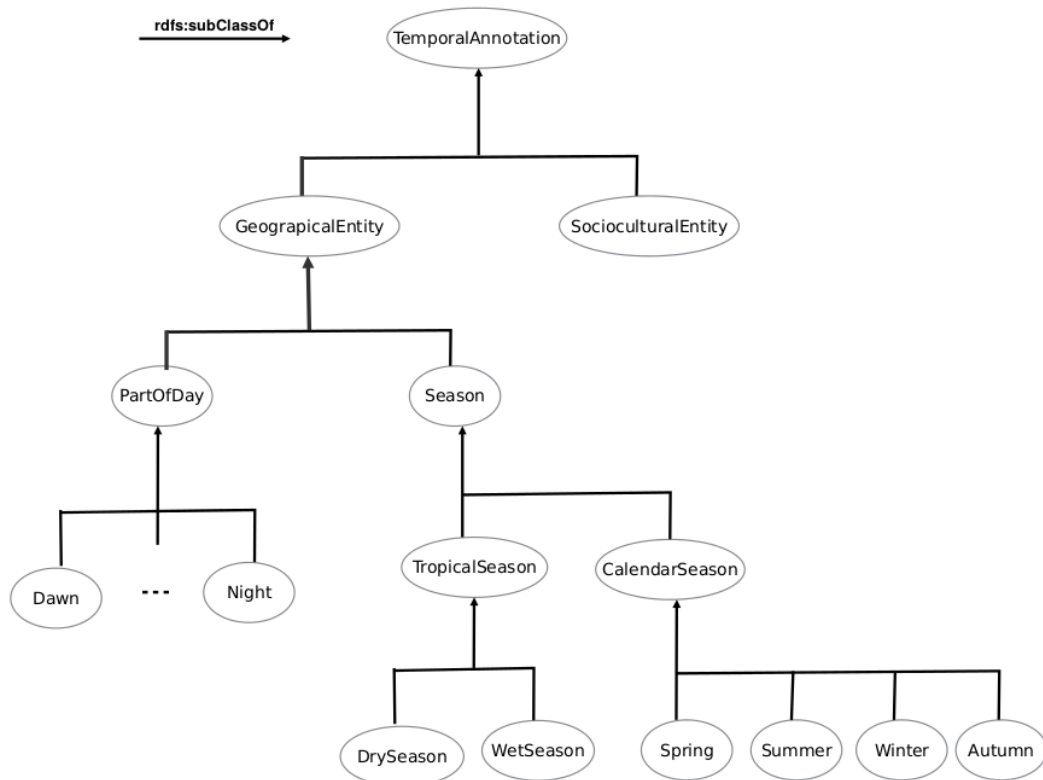 rdfs:subClassOf
TemporalAnnotation
GeograpicalEntity
SocioculturalEntity
PartOfDay
Season
TropicalSeason
CalendarSeason
Dawn
...
Night
DrySeason
WetSeason
Spring
Summer
Winter
Autumn